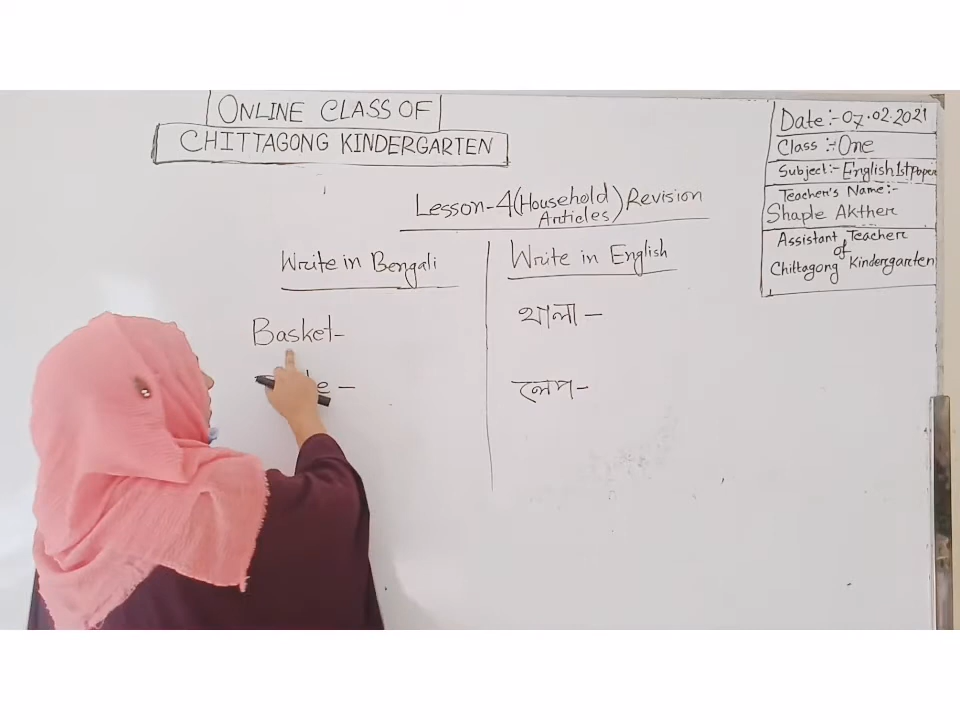 ONLINE CLASS OF
CHITTAGONG KINDERGARTEN
Date:- 07.02.2021
Class:- One
Subject:- English 1st paper
Teacher's Name:-
Shaple Akther
Assistant Teacher
of
Chittagong Kindergarten
Lesson-4 (Household Articles) Revision
Write in Bengali
Basket-
Write in English
থালা-
লেপ-